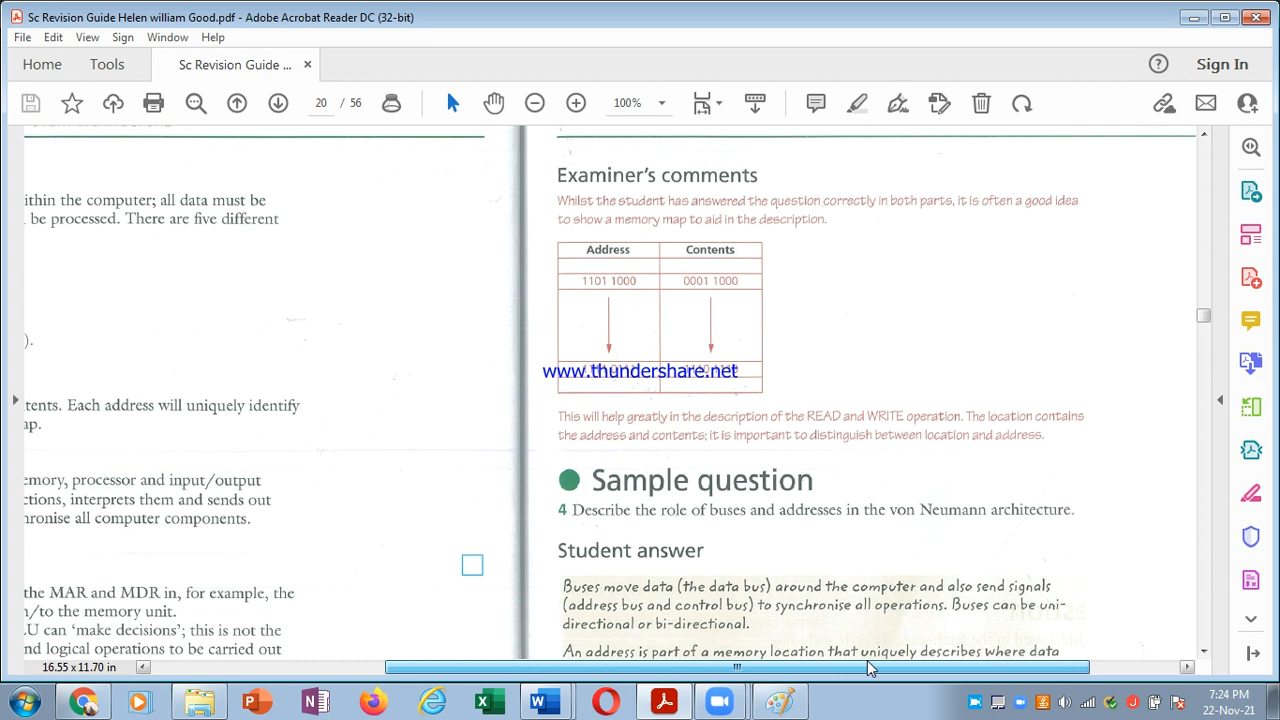 Sc Revision Guide Helen william Good.pdf - Adobe Acrobat Reader DC (32-bit)
File Edit View Sign Window Help
Home Tools Sc Revision Guide ... × Sign In
20 / 56 100%
ithin the computer; all data must be
be processed. There are five different
).
tents. Each address will uniquely identify
ap.
emory, processor and input/output
ctions, interprets them and sends out
chronise all computer components.
the MAR and MDR in, for example, the
n/to the memory unit.
LU can 'make decisions'; this is not the
nd logical operations to be carried out
Examiner's comments
Whilst the student has answered the question correctly in both parts, it is often a good idea
to show a memory map to aid in the description.
Address Contents
1101 1000 0001 1000
www.thundershare.net
This will help greatly in the description of the READ and WRITE operation. The location contains
the address and contents; it is important to distinguish between location and address.
Sample question
4 Describe the role of buses and addresses in the von Neumann architecture.
Student answer
Buses move data (the data bus) around the computer and also send signals
(address bus and control bus) to synchronise all operations. Buses can be uni-
directional or bi-directional.
An address is part of a memory location that uniquely describes where data
16.55 x 11.70 in
7:24 PM
22-Nov-21